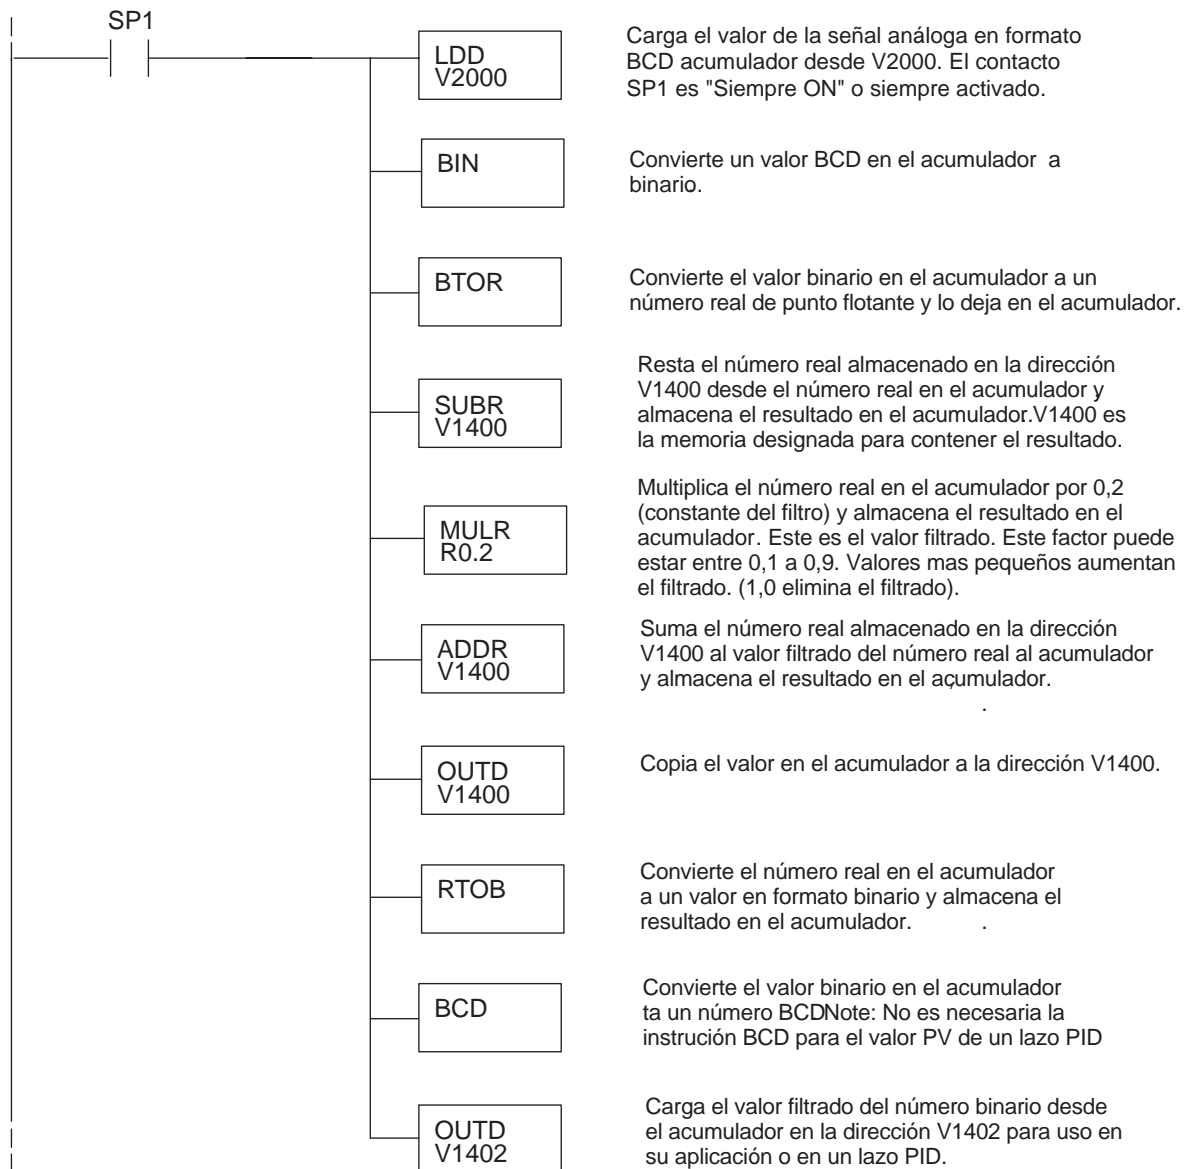 SP1
LDD
V2000
Carga el valor de la señal análoga en formato
BCD acumulador desde V2000. El contacto
SP1 es "Siempre ON" o siempre activado.
BIN
Convierte un valor BCD en el acumulador a
binario.
BTOR
Convierte el valor binario en el acumulador a un
número real de punto flotante y lo deja en el acumulador.
SUBR
V1400
Resta el número real almacenado en la dirección
V1400 desde el número real en el acumulador y
almacena el resultado en el acumulador.V1400 es
la memoria designada para contener el resultado.
MULR
R0.2
Multiplica el número real en el acumulador por 0,2
(constante del filtro) y almacena el resultado en el
acumulador. Este es el valor filtrado. Este factor puede
estar entre 0,1 a 0,9. Valores mas pequeños aumentan
el filtrado. (1,0 elimina el filtrado).
ADDR
V1400
Suma el número real almacenado en la dirección
V1400 al valor filtrado del número real al acumulador
y almacena el resultado en el acumulador.
.
OUTD
V1400
Copia el valor en el acumulador a la dirección V1400.
RTOB
Convierte el número real en el acumulador
a un valor en formato binario y almacena el
resultado en el acumulador. .
BCD
Convierte el valor binario en el acumulador
ta un número BCDNote: No es necesaria la
instrución BCD para el valor PV de un lazo PID
OUTD
V1402
Carga el valor filtrado del número binario desde
el acumulador en la dirección V1402 para uso en
su aplicación o en un lazo PID.